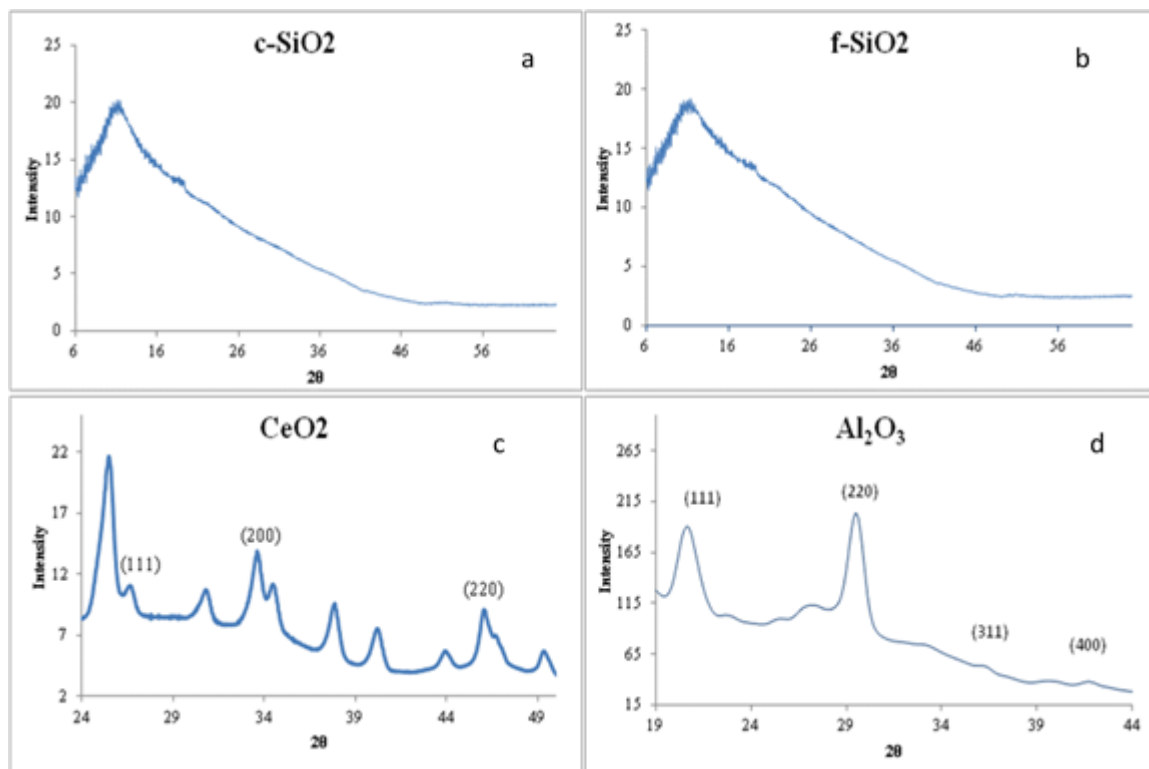 c-SiO2
a
25
20
15
10
5
0
Intensity
6 16 26 36 46 56
2θ
f-SiO2
b
25
20
15
10
5
0
Intensity
6 16 26 36 46 56
2θ
CeO2
c
22
17
12
7
2
Intensity
(111)
(200)
(220)
24 29 34 39 44 49
2θ
Al₂O₃
d
265
215
165
115
65
15
Intensity
(111)
(220)
(311)
(400)
19 24 29 34 39 44
2θ